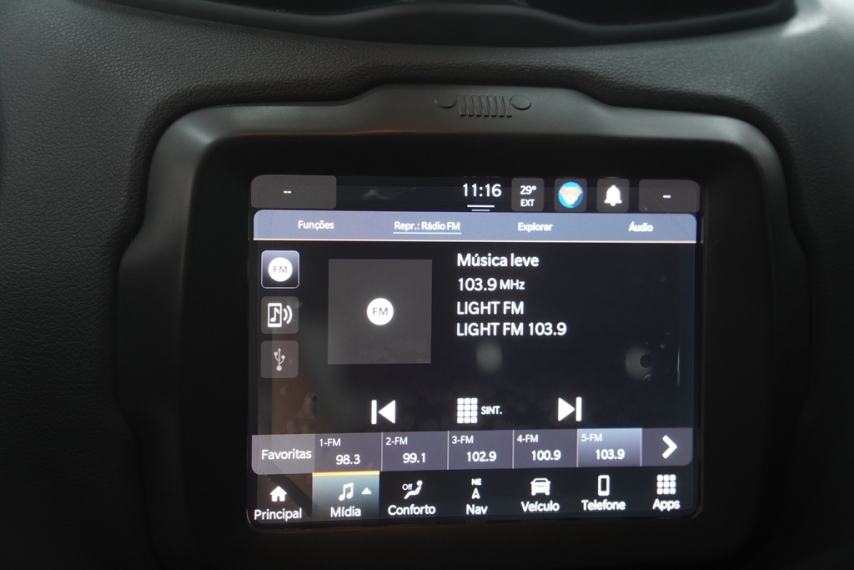 --
11:16
29°
EXT
–
Funções
Repr.: Rádio FM
Explorar
Áudio
FM
FM
Música leve
103.9 MHz
LIGHT FM
LIGHT FM 103.9
SINT.
Favoritas
1-FM
98.3
2-FM
99.1
3-FM
102.9
4-FM
100.9
5-FM
103.9
Principal
Mídia
Off
Conforto
NE
Nav
Veículo
Telefone
Apps